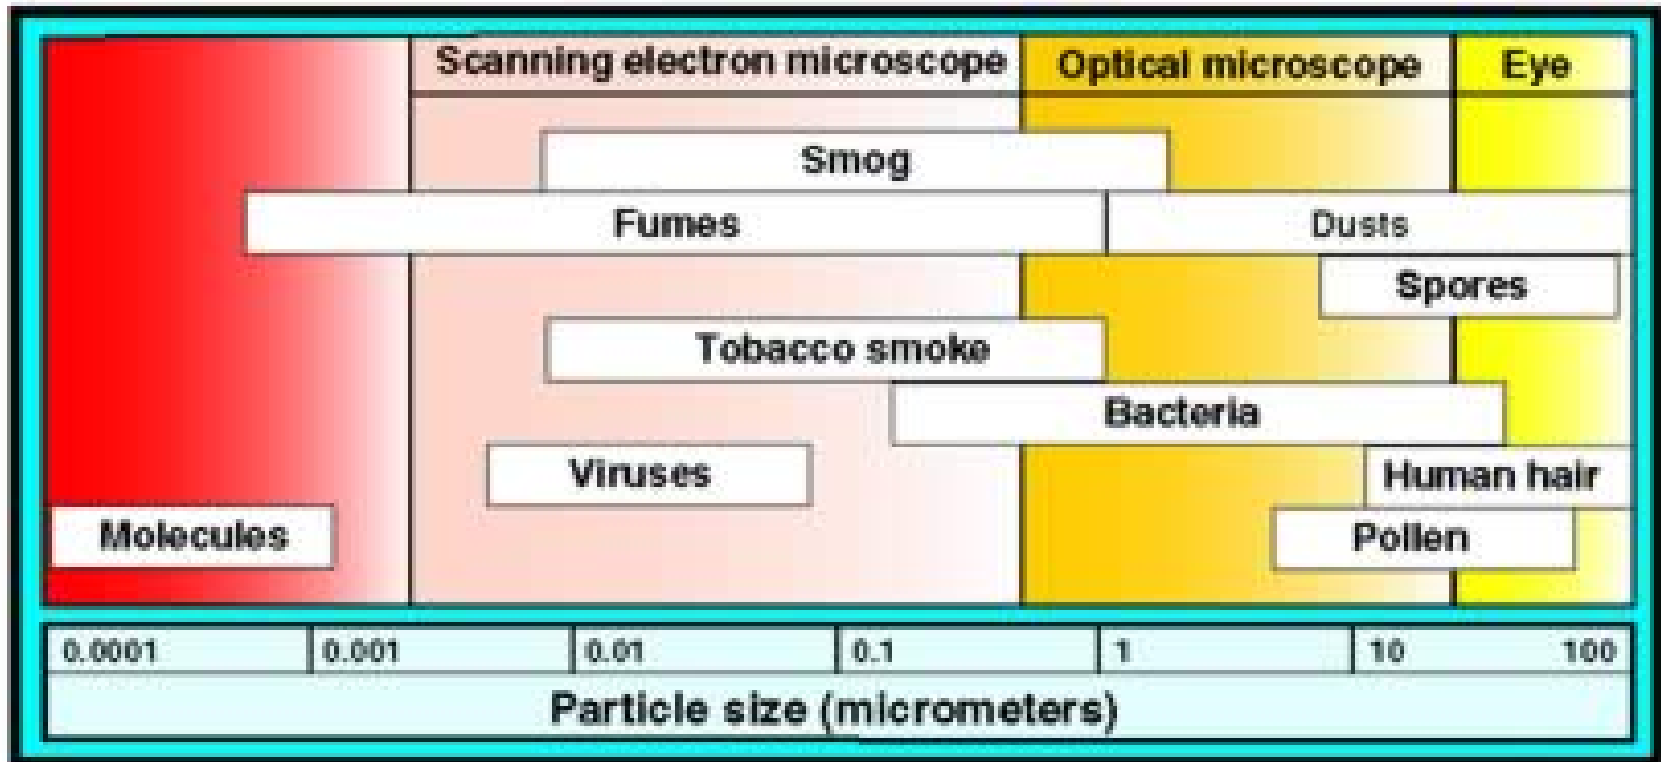 Scanning electron microscope Optical microscope Eye
Smog
Fumes Dusts
Spores
Tobacco smoke
Bacteria
Viruses Human hair
Molecules Pollen
0.0001 0.001 0.01 0.1 1 10 100
Particle size (micrometers)